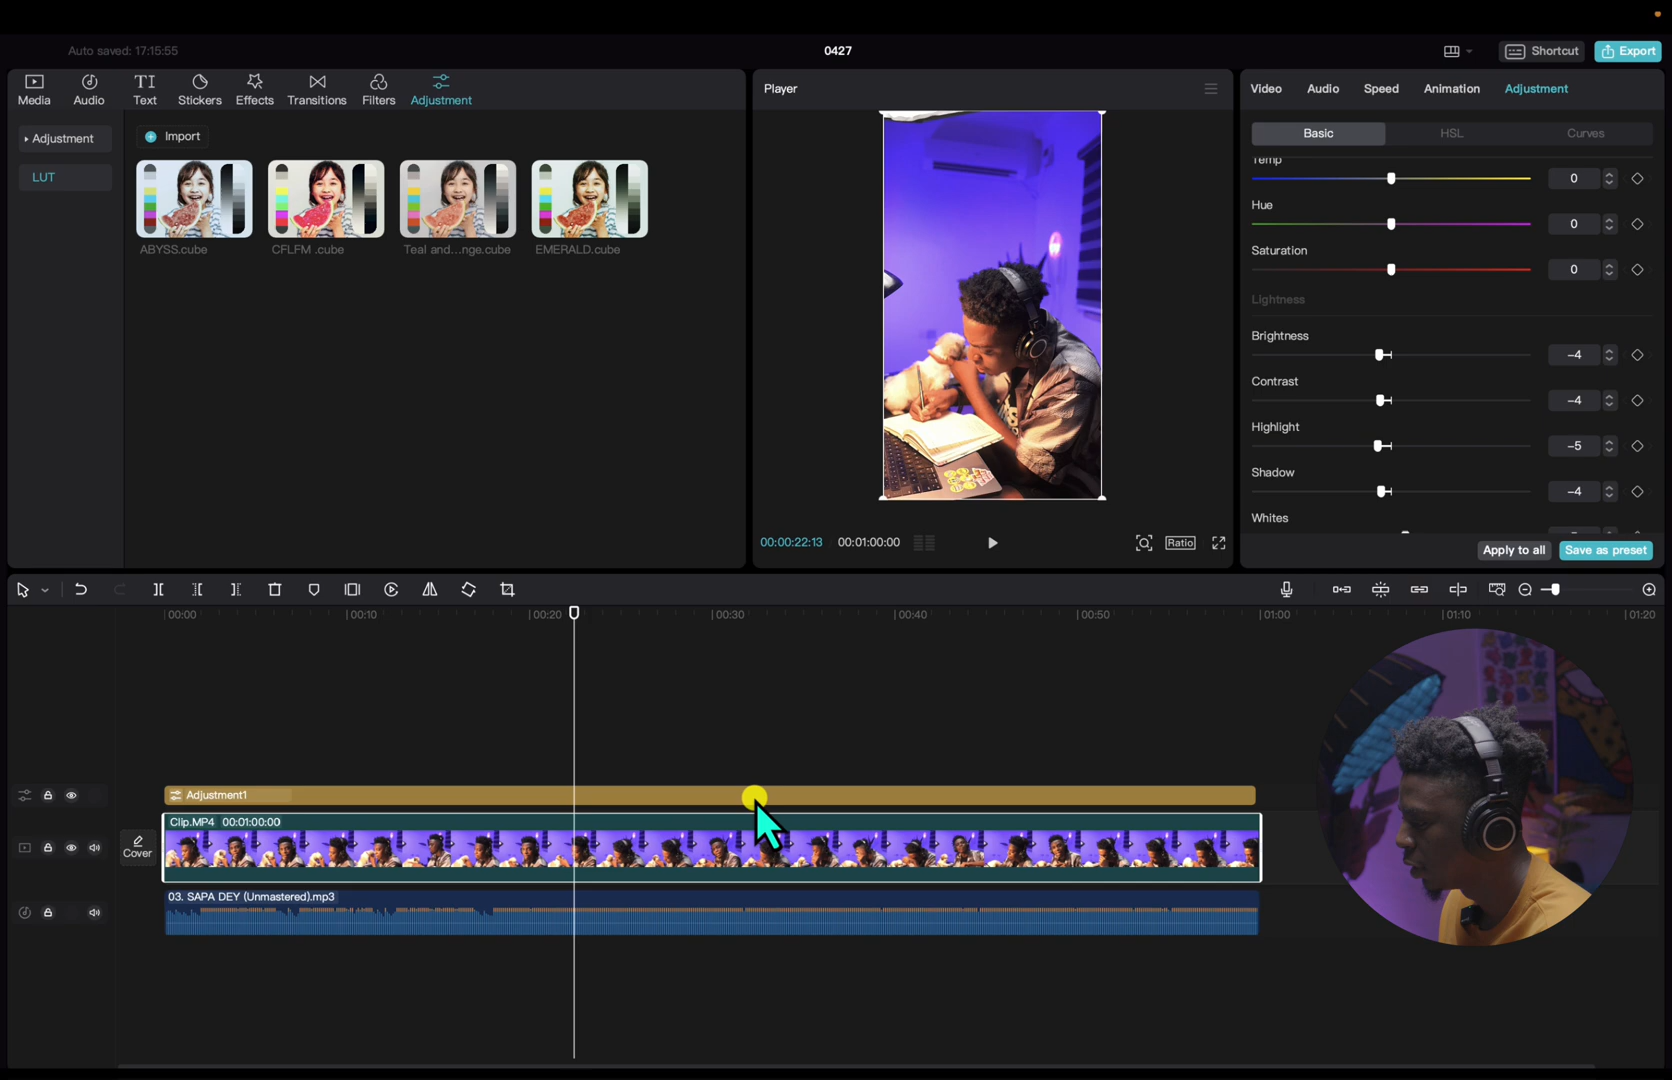 Auto saved: 17:15:55
0427
Shortcut
Export
Media
Audio
Text
Stickers
Effects
Transitions
Filters
Adjustment
Adjustment
LUT
Import
ABYSS.cube
CFLFM .cube
Teal and...nge.cube
EMERALD.cube
Player
00:00:22:13
00:01:00:00
Ratio
Video
Audio
Speed
Animation
Adjustment
Basic
HSL
Curves
Temp
0
Hue
0
Saturation
0
Lightness
Brightness
-4
Contrast
-4
Highlight
-5
Shadow
-4
Whites
Apply to all
Save as preset
00:00
00:10
00:20
00:30
00:40
00:50
01:00
01:10
01:20
Adjustment1
Cover
Clip.MP4 00:01:00:00
03. SAPA DEY (Unmastered).mp3